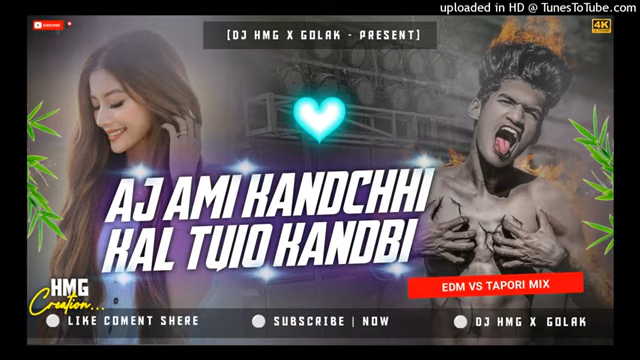 uploaded in HD @ TunesToTube.com
SUBSCRIBE
[DJ HMG X GOLAK - PRESENT]
4K
AJ AMI KANDCHHI
KAL TUIO KANDBI
EDM VS TAPORI MIX
HMG
Creation...
LIKE COMENT SHERE
SUBSCRIBE | NOW
DJ HMG X GOLAK